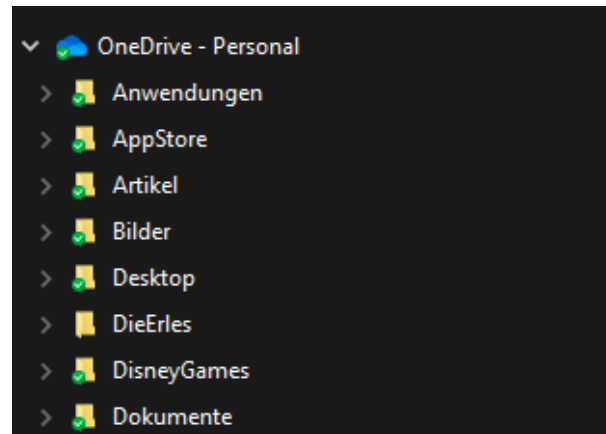 OneDrive - Personal
Anwendungen
AppStore
Artikel
Bilder
Desktop
DieErles
DisneyGames
Dokumente